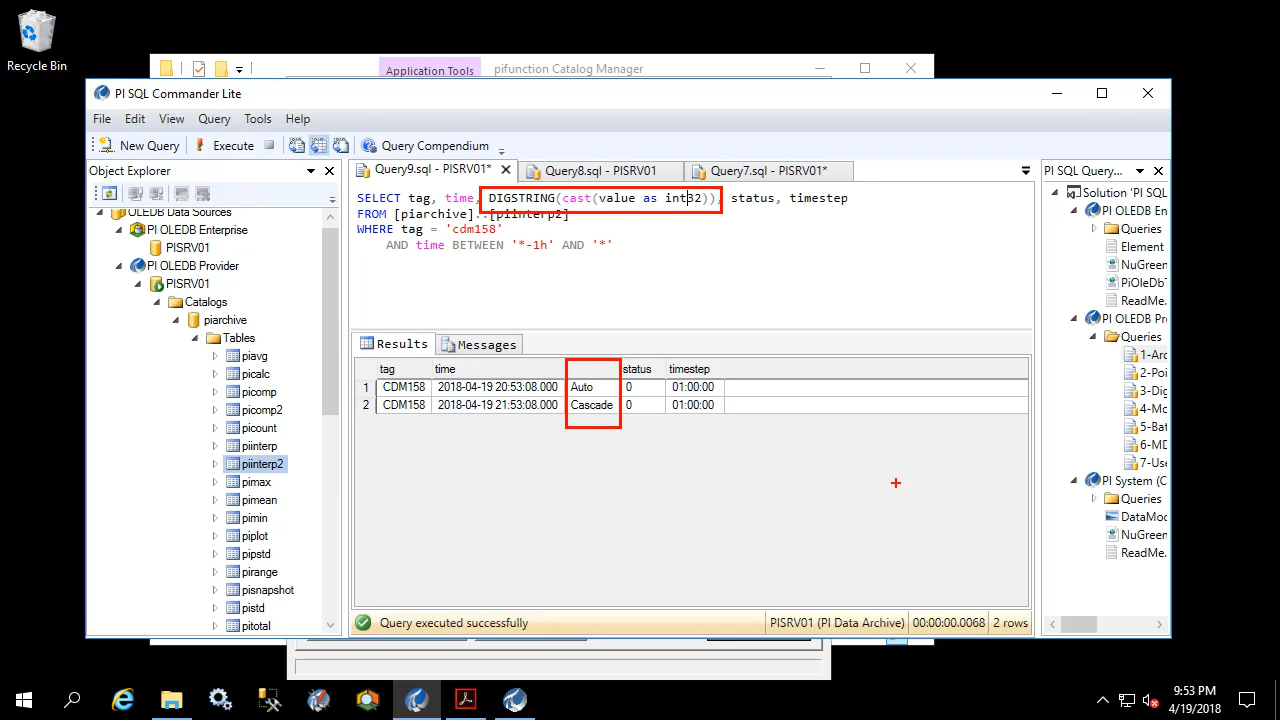 Recycle Bin
Application Tools
pifunction Catalog Manager
PI SQL Commander Lite
File Edit View Query Tools Help
New Query Execute Query Compendium
Object Explorer
OLEDB Data Sources
PI OLEDB Enterprise
PISRV01
PI OLEDB Provider
PISRV01
Catalogs
piarchive
Tables
piavg
picalc
picomp
picomp2
picount
piinterp
piinterp2
pimax
pimean
pimin
piplot
pipstd
pirange
pisnapshot
pistd
pitotal
Query9.sql - PISRV01*
Query8.sql - PISRV01
Query7.sql - PISRV01*
SELECT tag, time, DIGSTRING(cast(value as int32)), status, timestep
FROM [piarchive]..[piinterp2]
WHERE tag = 'cdm158'
AND time BETWEEN '*-1h' AND '*'
Results Messages
tag time status timestep
1 CDM158 2018-04-19 20:53:08.000 Auto 0 01:00:00
2 CDM158 2018-04-19 21:53:08.000 Cascade 0 01:00:00
Query executed successfully
PISRV01 (PI Data Archive) 00:00:00.0068 2 rows
PI SQL Query...
Solution 'PI SQL
PI OLEDB En
Queries
Element
NuGreen
PiOleDb
ReadMe.
PI OLEDB Pro
Queries
1-Arc
2-Poi
3-Dig
4-Mo
5-Bat
6-MD
7-Use
PI System (C
Queries
DataMod
NuGreen
ReadMe.
9:53 PM
4/19/2018